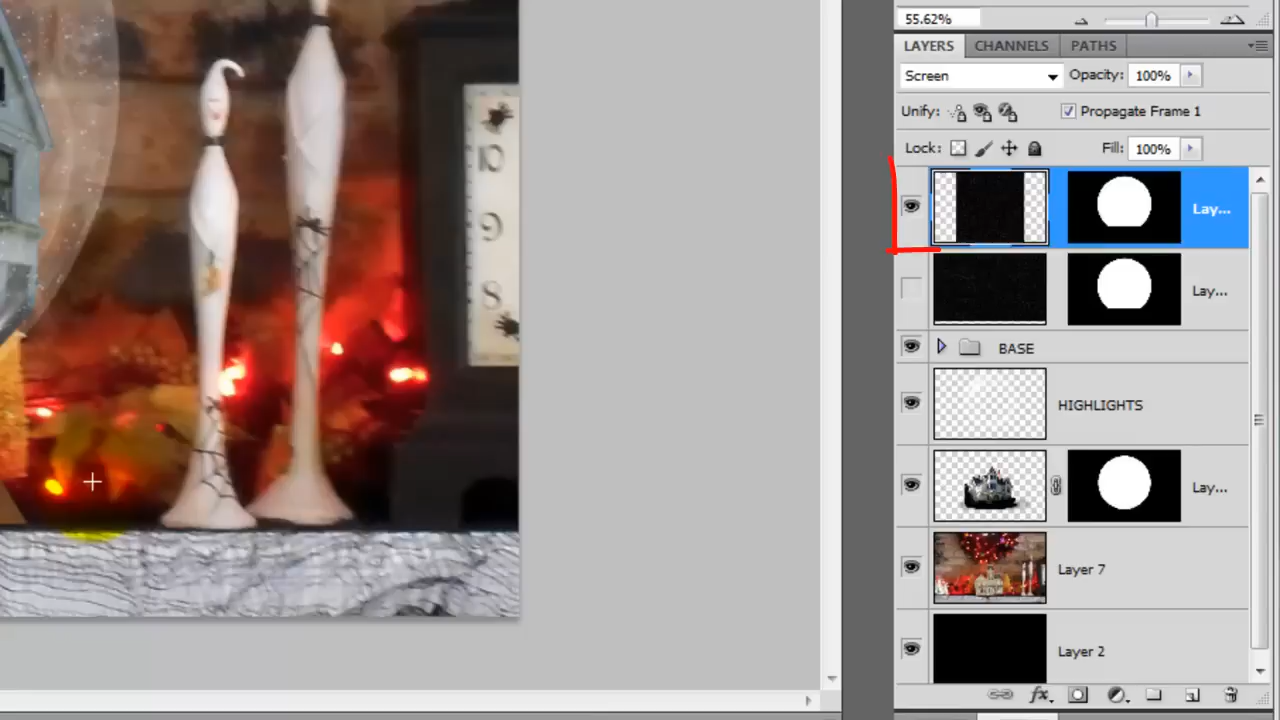 55.62%
LAYERS CHANNELS PATHS
Screen Opacity: 100%
Unify: Propagate Frame 1
Lock: Fill: 100%
Lay...
Lay...
BASE
HIGHLIGHTS
Lay...
Layer 7
Layer 2
fx
10
9
8